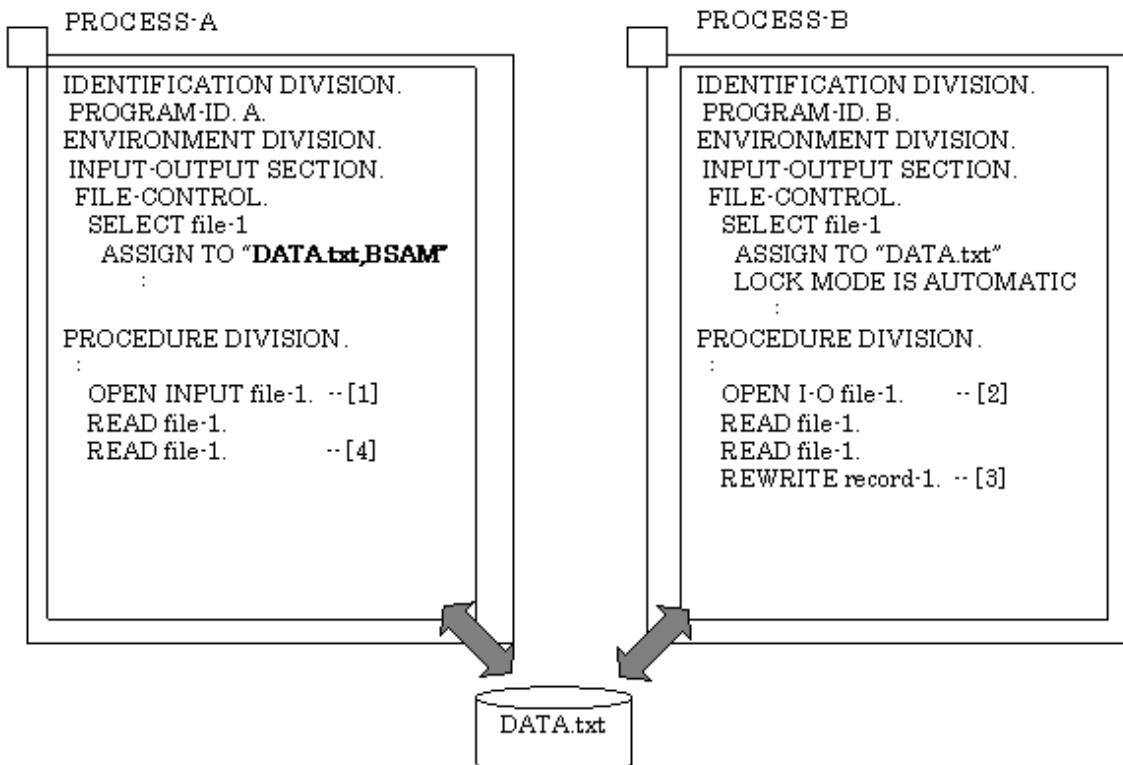 PROCESS-A
IDENTIFICATION DIVISION.
PROGRAM-ID. A.
ENVIRONMENT DIVISION.
INPUT-OUTPUT SECTION.
FILE-CONTROL.
SELECT file-1
ASSIGN TO “DATA.txt,BSAM”
:
PROCEDURE DIVISION.
:
OPEN INPUT file-1. --[1]
READ file-1.
READ file-1. --[4]
PROCESS-B
IDENTIFICATION DIVISION.
PROGRAM-ID. B.
ENVIRONMENT DIVISION.
INPUT-OUTPUT SECTION.
FILE-CONTROL.
SELECT file-1
ASSIGN TO “DATA.txt”
LOCK MODE IS AUTOMATIC
:
PROCEDURE DIVISION.
:
OPEN I-O file-1. --[2]
READ file-1.
READ file-1.
REWRITE record-1. --[3]
DATA.txt